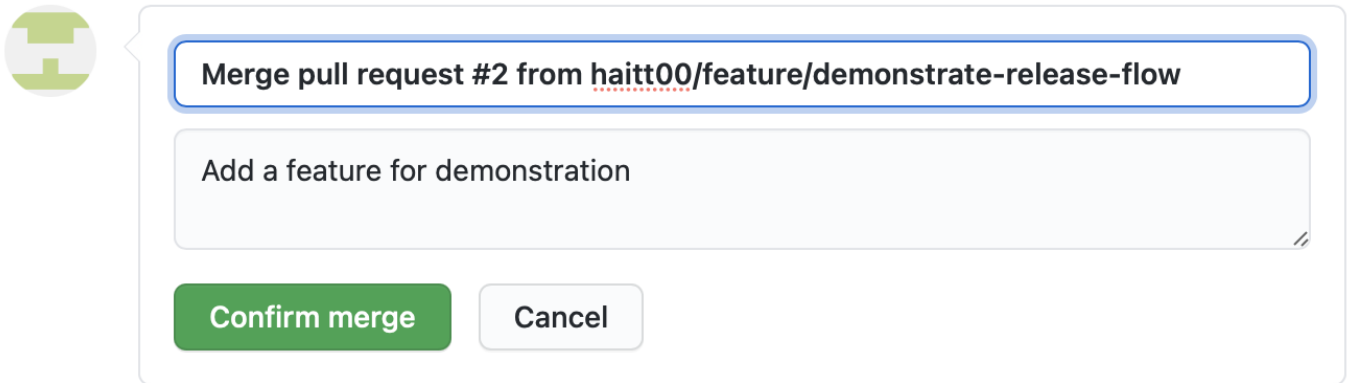 Merge pull request #2 from haitt00/feature/demonstrate-release-flow
Add a feature for demonstration
Confirm merge
Cancel